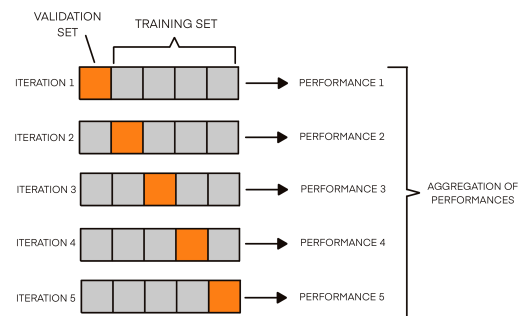 VALIDATION
SET
TRAINING SET
ITERATION 1
PERFORMANCE 1
ITERATION 2
PERFORMANCE 2
ITERATION 3
PERFORMANCE 3
AGGREGATION OF
PERFORMANCES
ITERATION 4
PERFORMANCE 4
ITERATION 5
PERFORMANCE 5